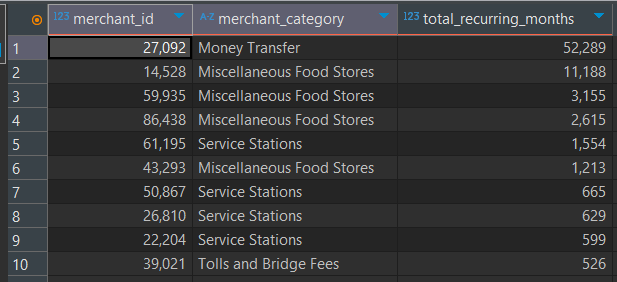 123 merchant_id A-Z merchant_category 123 total_recurring_months
1 27,092 Money Transfer 52,289
2 14,528 Miscellaneous Food Stores 11,188
3 59,935 Miscellaneous Food Stores 3,155
4 86,438 Miscellaneous Food Stores 2,615
5 61,195 Service Stations 1,554
6 43,293 Miscellaneous Food Stores 1,213
7 50,867 Service Stations 665
8 26,810 Service Stations 629
9 22,204 Service Stations 599
10 39,021 Tolls and Bridge Fees 526